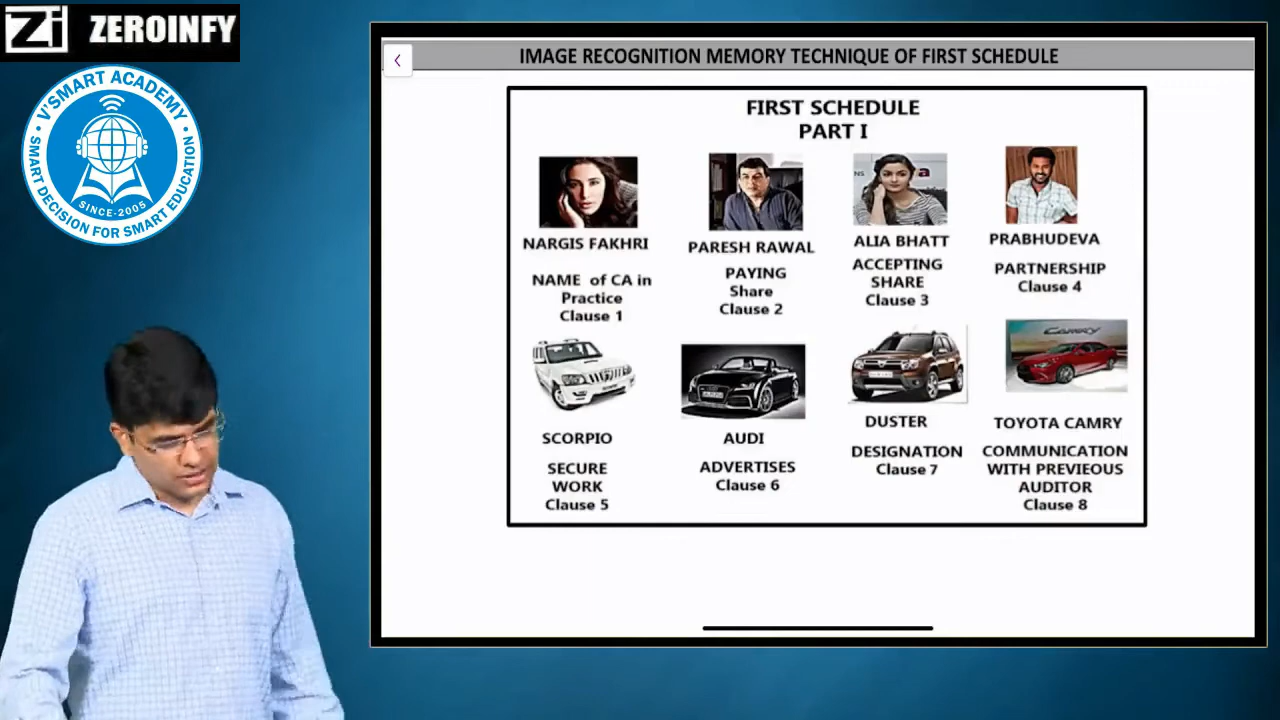 Zi ZEROINFY
V'SMART ACADEMY
SMART DECISION FOR SMART EDUCATION
SINCE-2005
IMAGE RECOGNITION MEMORY TECHNIQUE OF FIRST SCHEDULE
FIRST SCHEDULE
PART I
NARGIS FAKHRI
NAME of CA in
Practice
Clause 1
PARESH RAWAL
PAYING
Share
Clause 2
ALIA BHATT
ACCEPTING
SHARE
Clause 3
PRABHUDEVA
PARTNERSHIP
Clause 4
SCORPIO
SECURE
WORK
Clause 5
AUDI
ADVERTISES
Clause 6
DUSTER
DESIGNATION
Clause 7
CAMRY
TOYOTA CAMRY
COMMUNICATION
WITH PREVIEOUS
AUDITOR
Clause 8